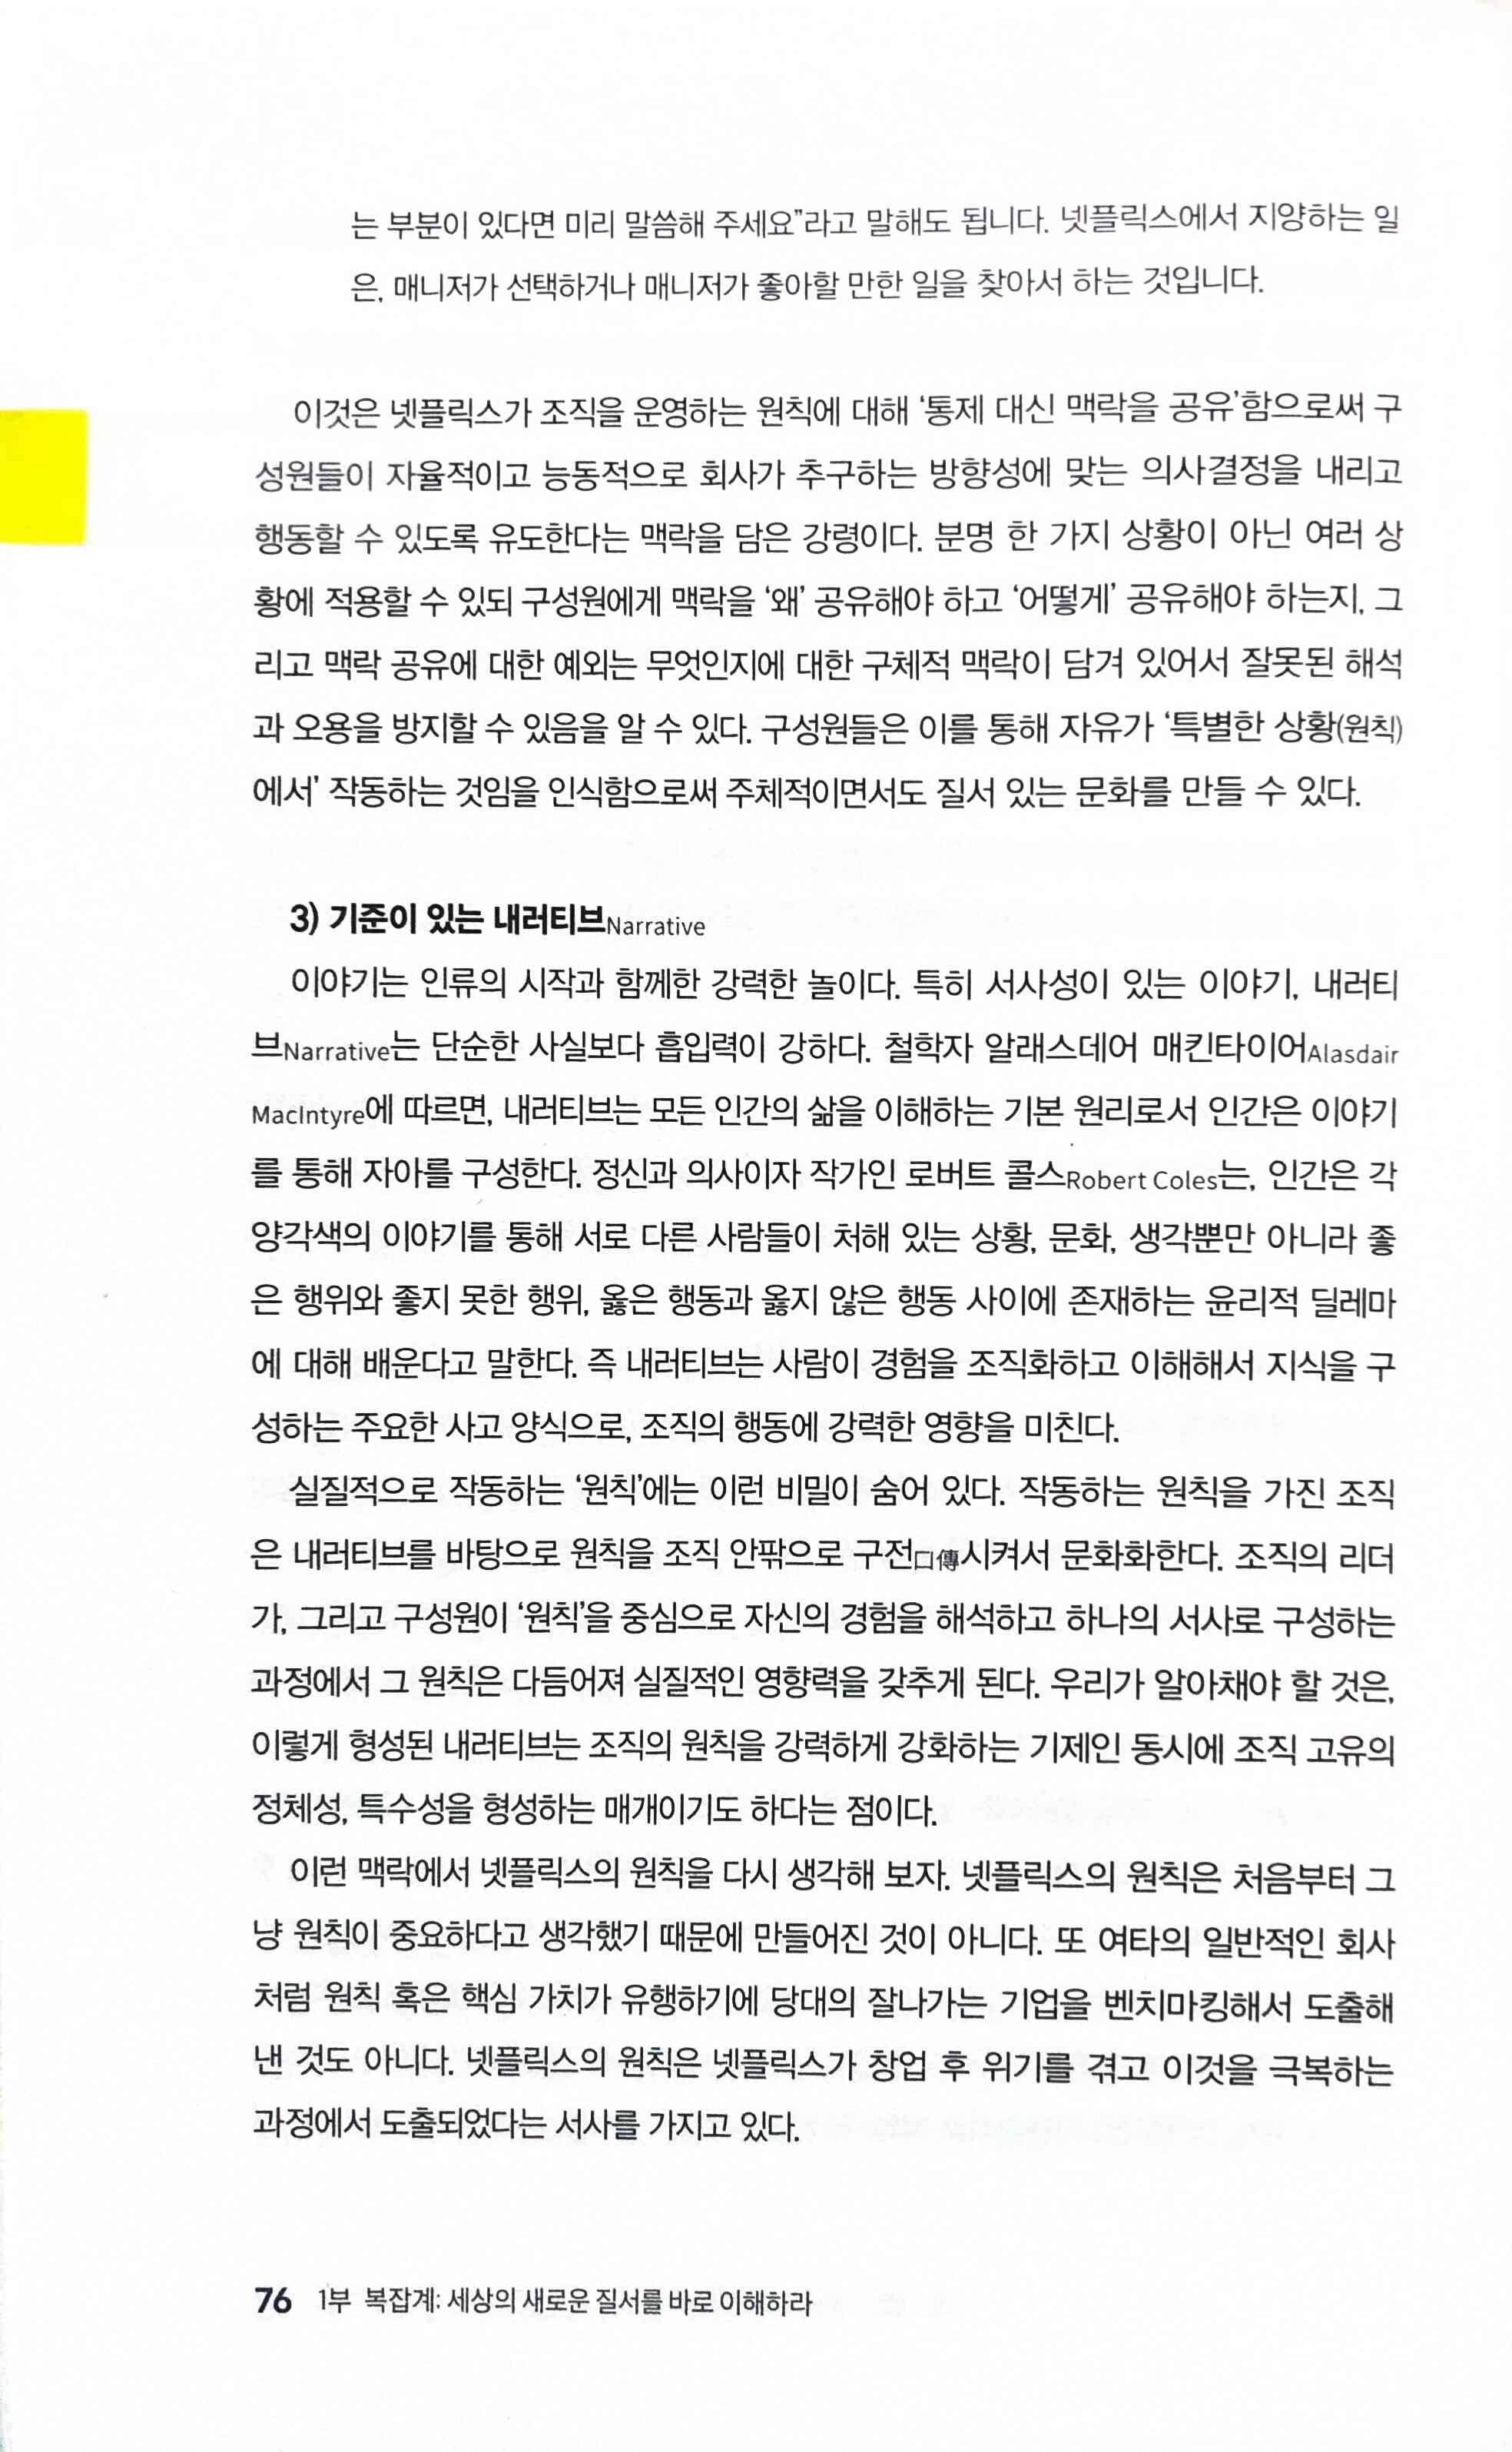 는 부분이 있다면 미리 말씀해 주세요”라고 말해도 됩니다. 넷플릭스에서 지양하는 일
은, 매니저가 선택하거나 매니저가 좋아할 만한 일을 찾아서 하는 것입니다.
이것은 넷플릭스가 조직을 운영하는 원칙에 대해 ‘통제 대신 맥락을 공유’함으로써 구
성원들이 자율적이고 능동적으로 회사가 추구하는 방향성에 맞는 의사결정을 내리고
행동할 수 있도록 유도한다는 맥락을 담은 강령이다. 분명 한 가지 상황이 아닌 여러 상
황에 적용할 수 있되 구성원에게 맥락을 ‘왜’ 공유해야 하고 ‘어떻게’ 공유해야 하는지, 그
리고 맥락 공유에 대한 예외는 무엇인지에 대한 구체적 맥락이 담겨 있어서 잘못된 해석
과 오용을 방지할 수 있음을 알 수 있다. 구성원들은 이를 통해 자유가 ‘특별한 상황(원칙)
에서’ 작동하는 것임을 인식함으로써 주체적이면서도 질서 있는 문화를 만들 수 있다.
3) 기준이 있는 내러티브Narrative
이야기는 인류의 시작과 함께한 강력한 놀이다. 특히 서사성이 있는 이야기, 내러티
브Narrative는 단순한 사실보다 흡입력이 강하다. 철학자 알래스데어 매킨타이어Alasdair
MacIntyre에 따르면, 내러티브는 모든 인간의 삶을 이해하는 기본 원리로서 인간은 이야기
를 통해 자아를 구성한다. 정신과 의사이자 작가인 로버트 콜스Robert Coles는, 인간은 각
양각색의 이야기를 통해 서로 다른 사람들이 처해 있는 상황, 문화, 생각뿐만 아니라 좋
은 행위와 좋지 못한 행위, 옳은 행동과 옳지 않은 행동 사이에 존재하는 윤리적 딜레마
에 대해 배운다고 말한다. 즉 내러티브는 사람이 경험을 조직화하고 이해해서 지식을 구
성하는 주요한 사고 양식으로, 조직의 행동에 강력한 영향을 미친다.
실질적으로 작동하는 ‘원칙’에는 이런 비밀이 숨어 있다. 작동하는 원칙을 가진 조직
은 내러티브를 바탕으로 원칙을 조직 안팎으로 구전口傳시켜서 문화화한다. 조직의 리더
가, 그리고 구성원이 ‘원칙’을 중심으로 자신의 경험을 해석하고 하나의 서사로 구성하는
과정에서 그 원칙은 다듬어져 실질적인 영향력을 갖추게 된다. 우리가 알아채야 할 것은,
이렇게 형성된 내러티브는 조직의 원칙을 강력하게 강화하는 기제인 동시에 조직 고유의
정체성, 특수성을 형성하는 매개이기도 하다는 점이다.
이런 맥락에서 넷플릭스의 원칙을 다시 생각해 보자. 넷플릭스의 원칙은 처음부터 그
냥 원칙이 중요하다고 생각했기 때문에 만들어진 것이 아니다. 또 여타의 일반적인 회사
처럼 원칙 혹은 핵심 가치가 유행하기에 당대의 잘나가는 기업을 벤치마킹해서 도출해
낸 것도 아니다. 넷플릭스의 원칙은 넷플릭스가 창업 후 위기를 겪고 이것을 극복하는
과정에서 도출되었다는 서사를 가지고 있다.
76 1부 복잡계: 세상의 새로운 질서를 바로 이해하라